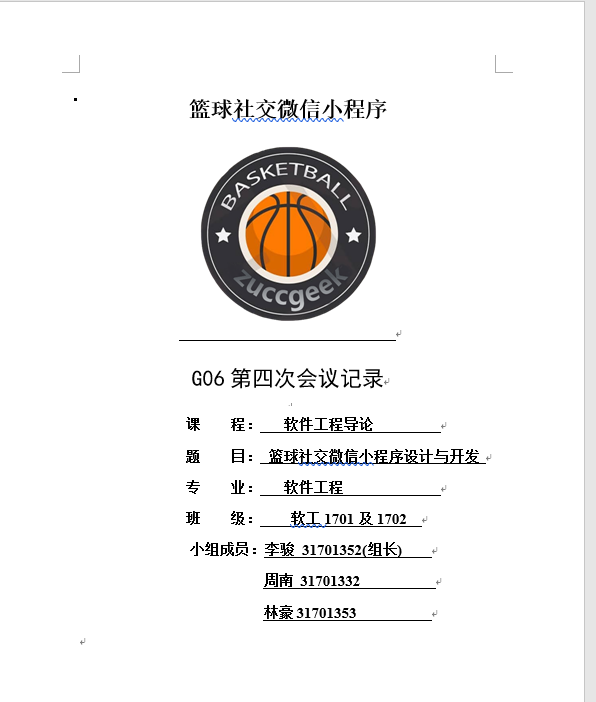 篮球社交微信小程序
BASKETBALL
zuccgeek
G06 第四次会议记录
课 程： 软件工程导论
题 目： 篮球社交微信小程序设计与开发
专 业： 软件工程
班 级： 软工 1701 及 1702
小组成员：李骏 31701352(组长)
周南 31701332
林豪 31701353